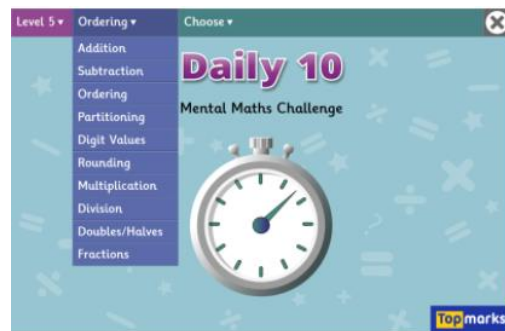 Level 5▾ Ordering▾ Choose▾
Addition
Subtraction
Ordering
Partitioning
Digit Values
Rounding
Multiplication
Division
Doubles/Halves
Fractions
Daily 10
Mental Maths Challenge
Topmarks